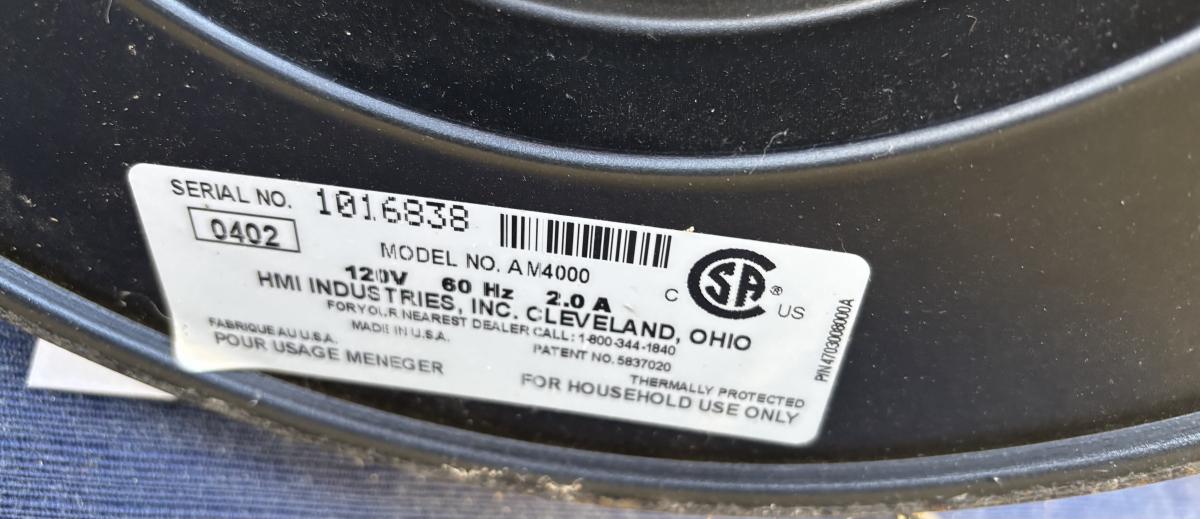 SERIAL NO. 1016838
0402
MODEL NO. AM4000
120V 60 Hz 2.0 A
HMI INDUSTRIES, INC. CLEVELAND, OHIO
FOR YOUR NEAREST DEALER CALL: 1-800-344-1840
FABRIQUE AU U.S.A. MADE IN U.S.A. PATENT NO. 5837020
POUR USAGE MENEGER THERMALLY PROTECTED
FOR HOUSEHOLD USE ONLY
C CSA ® US
P/N 4703008000A